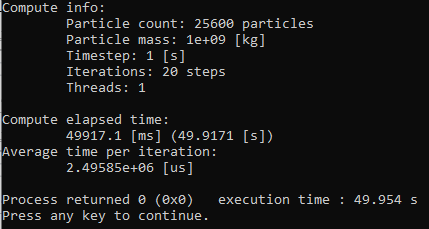 Compute info:
Particle count: 25600 particles
Particle mass: 1e+09 [kg]
Timestep: 1 [s]
Iterations: 20 steps
Threads: 1
Compute elapsed time:
49917.1 [ms] (49.9171 [s])
Average time per iteration:
2.49585e+06 [us]
Process returned 0 (0x0)   execution time : 49.954 s
Press any key to continue.